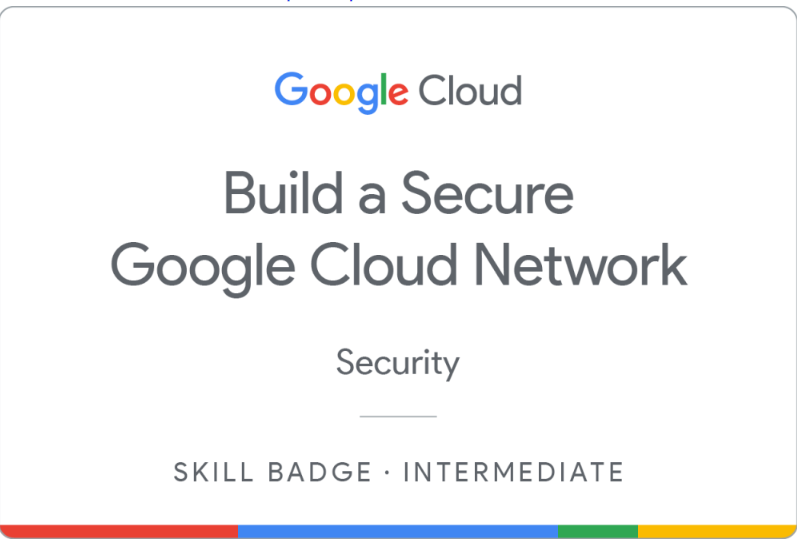 Google Cloud
Build a Secure
Google Cloud Network
Security
SKILL BADGE · INTERMEDIATE